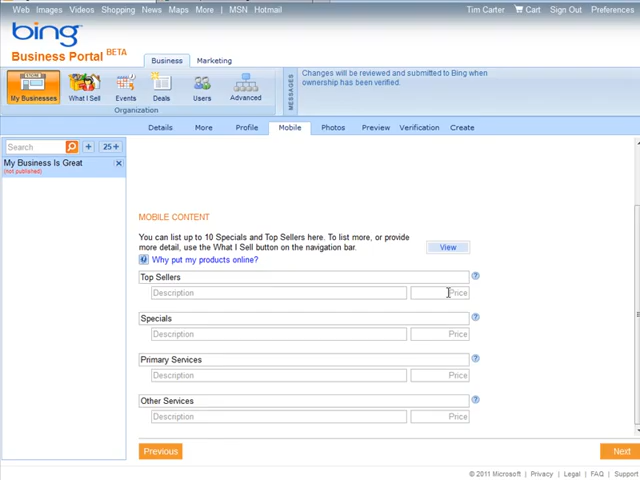 Web Images Videos Shopping News Maps More | MSN Hotmail
Tim Carter Cart Sign Out Preferences
bing
Business Portal BETA
Business Marketing
My Businesses What I Sell Events Deals Users Advanced
Organization
MESSAGES
Changes will be reviewed and submitted to Bing when
ownership has been verified.
Details More Profile Mobile Photos Preview Verification Create
Search + 25+
My Business Is Great
(not published)
MOBILE CONTENT
You can list up to 10 Specials and Top Sellers here. To list more, or provide
more detail, use the What I Sell button on the navigation bar.
View
Why put my products online?
Top Sellers
Description Price
Specials
Description Price
Primary Services
Description Price
Other Services
Description Price
Previous Next
© 2011 Microsoft | Privacy | Legal | FAQ | Support